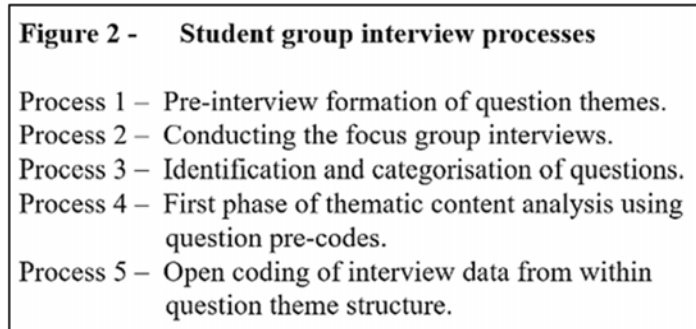 Figure 2 - Student group interview processes
Process 1 – Pre-interview formation of question themes.
Process 2 – Conducting the focus group interviews.
Process 3 – Identification and categorisation of questions.
Process 4 – First phase of thematic content analysis using
question pre-codes.
Process 5 – Open coding of interview data from within
question theme structure.